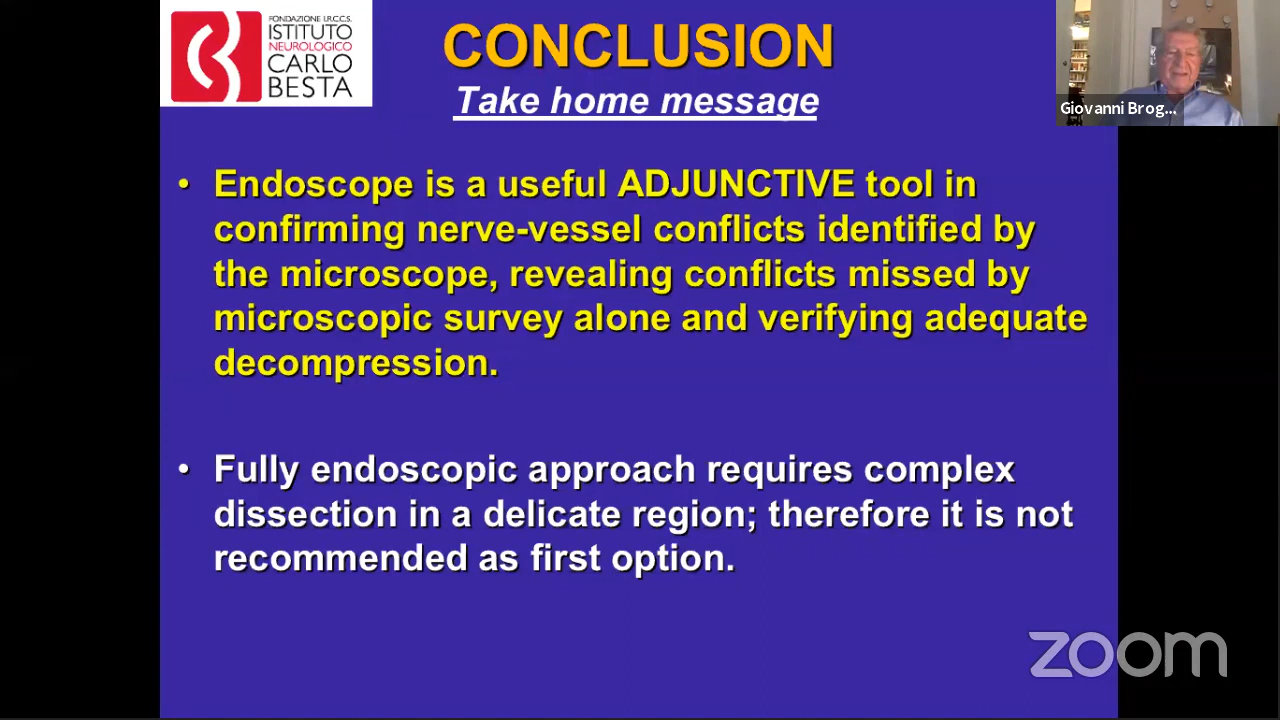 FONDAZIONE I.R.C.C.S.
ISTITUTO
NEUROLOGICO
CARLO
BESTA
CONCLUSION
Take home message
Giovanni Brog...
• Endoscope is a useful ADJUNCTIVE tool in
confirming nerve-vessel conflicts identified by
the microscope, revealing conflicts missed by
microscopic survey alone and verifying adequate
decompression.
• Fully endoscopic approach requires complex
dissection in a delicate region; therefore it is not
recommended as first option.
zoom